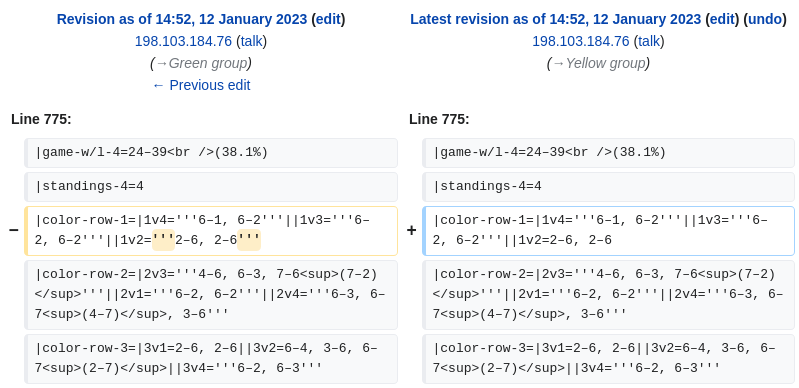 Revision as of 14:52, 12 January 2023 (edit)
198.103.184.76 (talk)
(→Green group)
← Previous edit
Latest revision as of 14:52, 12 January 2023 (edit) (undo)
198.103.184.76 (talk)
(→Yellow group)
Line 775:
Line 775:
|game-w/l-4=24–39<br />(38.1%)
|game-w/l-4=24–39<br />(38.1%)
|standings-4=4
|standings-4=4
−
|color-row-1=|1v4='''6–1, 6–2'''||1v3='''6–
2, 6–2'''||1v2='''2–6, 2–6'''
+
|color-row-1=|1v4='''6–1, 6–2'''||1v3='''6–
2, 6–2'''||1v2=2–6, 2–6
|color-row-2=|2v3='''4–6, 6–3, 7–6<sup>(7–2)
</sup>'''||2v1='''6–2, 6–2'''||2v4='''6–3, 6–
7<sup>(4–7)</sup>, 3–6'''
|color-row-2=|2v3='''4–6, 6–3, 7–6<sup>(7–2)
</sup>'''||2v1='''6–2, 6–2'''||2v4='''6–3, 6–
7<sup>(4–7)</sup>, 3–6'''
|color-row-3=|3v1=2–6, 2–6||3v2=6–4, 3–6, 6–
7<sup>(2–7)</sup>||3v4='''6–2, 6–3'''
|color-row-3=|3v1=2–6, 2–6||3v2=6–4, 3–6, 6–
7<sup>(2–7)</sup>||3v4='''6–2, 6–3'''